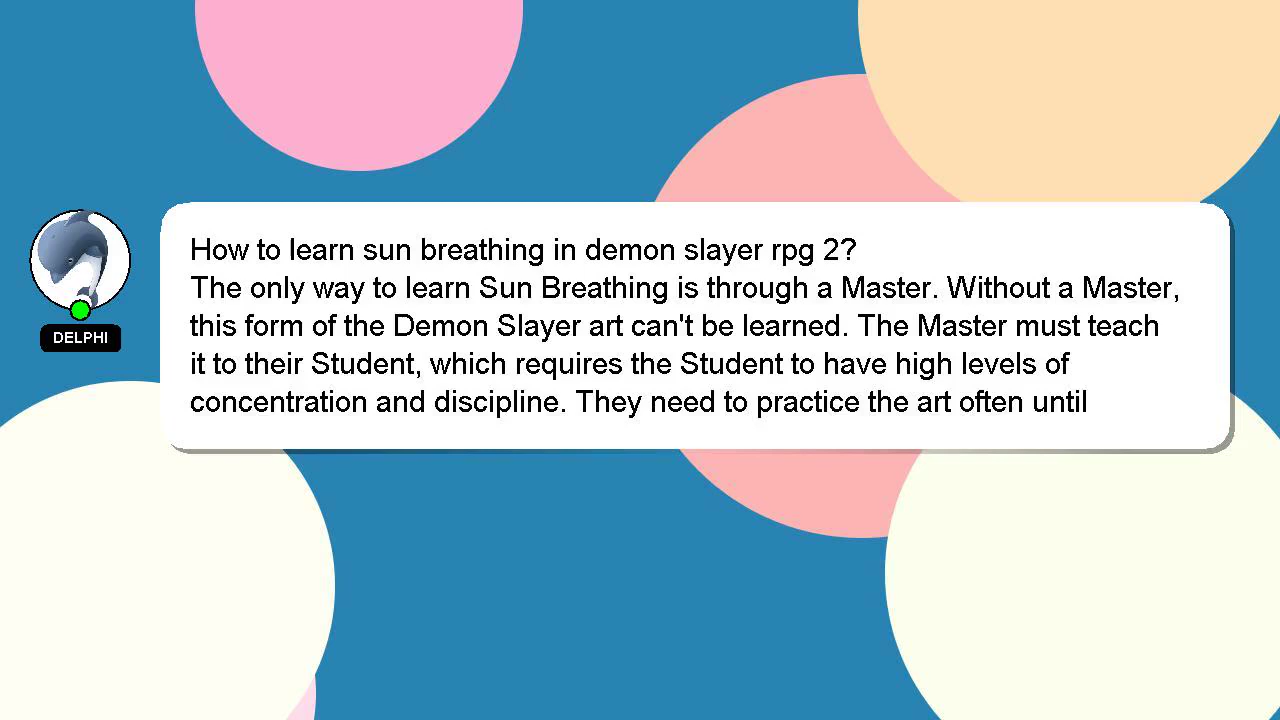 How to learn sun breathing in demon slayer rpg 2?
The only way to learn Sun Breathing is through a Master. Without a Master,
this form of the Demon Slayer art can't be learned. The Master must teach
it to their Student, which requires the Student to have high levels of
concentration and discipline. They need to practice the art often until
DELPHI